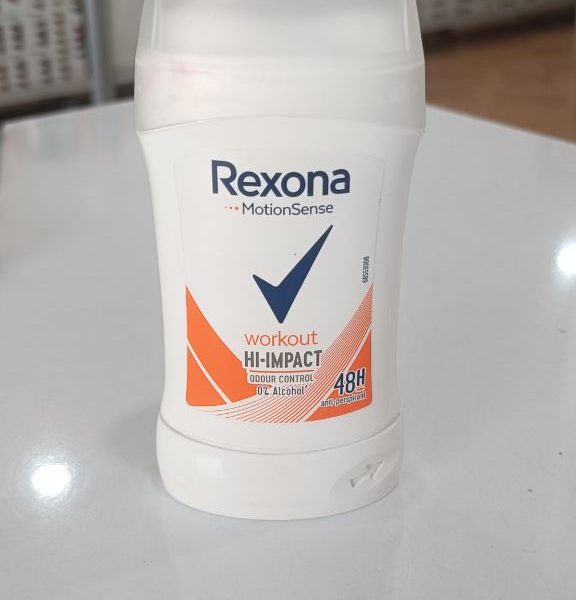 Rexona
MotionSense
workout
HI-IMPACT
ODOUR CONTROL
0% Alcohol*
48H
anti-perspirant